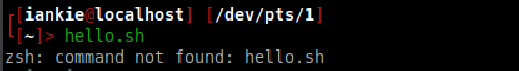 ┌[iankie@localhost] [/dev/pts/1]
└[~]> hello.sh
zsh: command not found: hello.sh